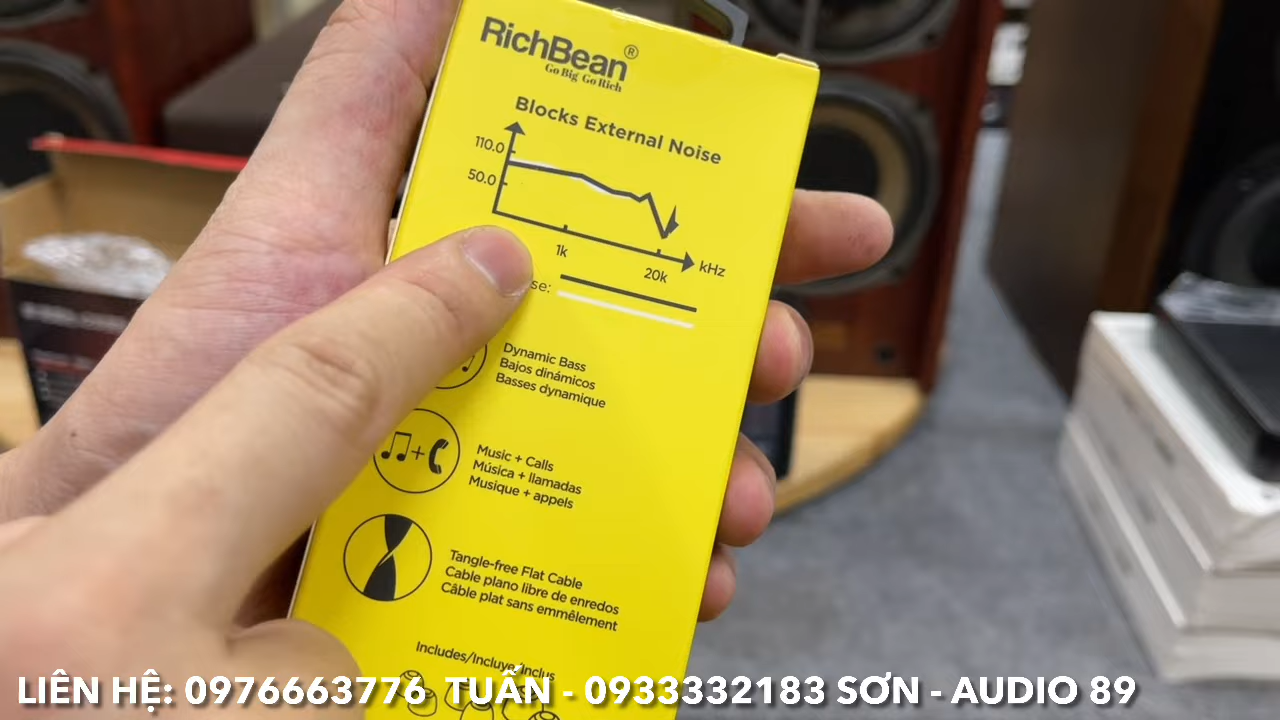 RichBean®
Go Big Go Rich
Blocks External Noise
110.0
50.0
1k
20k
kHz
se:
Dynamic Bass
Bajos dinámicos
Basses dynamique
Music + Calls
Música + llamadas
Musique + appels
Tangle-free Flat Cable
Cable plano libre de enredos
Câble plat sans emmêlement
Includes/Incluye/Inclus
LIÊN HỆ: 0976663776 TUẤN - 0933332183 SƠN - AUDIO 89